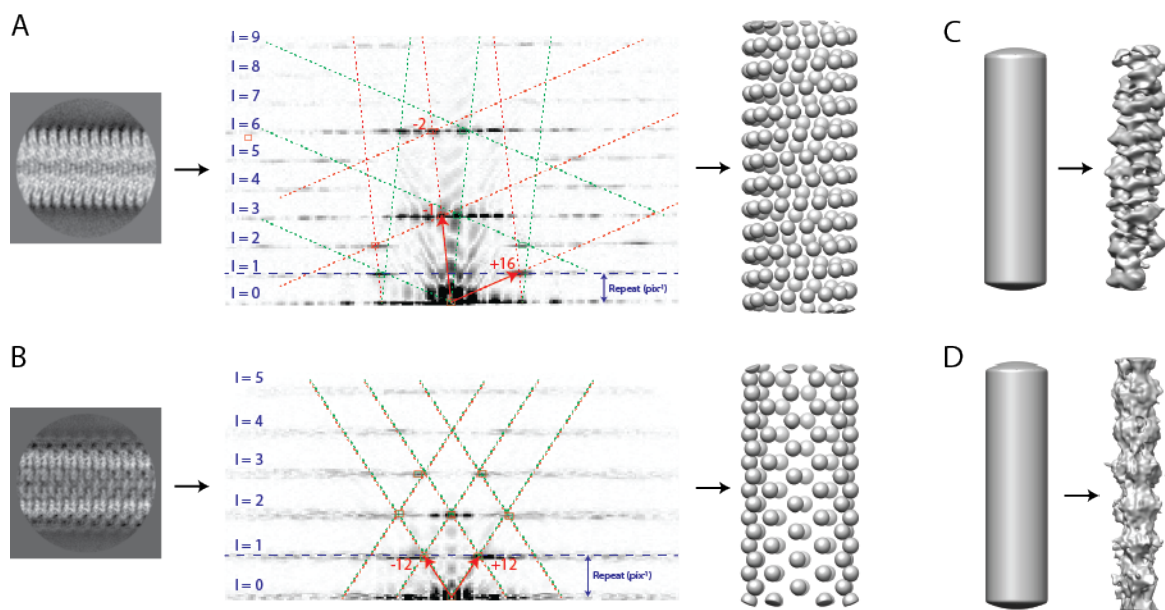 A
l = 9
l = 8
l = 7
l = 6
l = 5
l = 4
l = 3
l = 2
l = 1
l = 0
-2
-1
+16
Repeat (pix⁻¹)
B
l = 5
l = 4
l = 3
l = 2
l = 1
l = 0
-12
+12
Repeat (pix⁻¹)
C
D